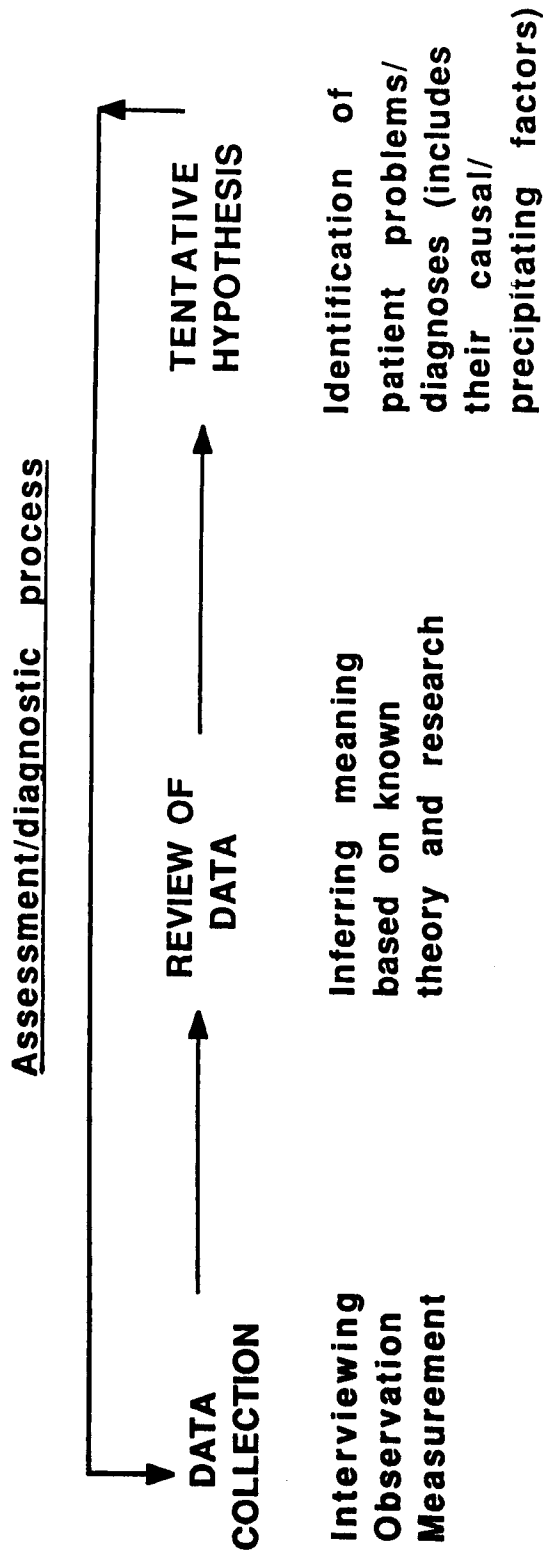 Assessment/diagnostic process
DATA
COLLECTION
Interviewing
Observation
Measurement
REVIEW OF
DATA
Inferring meaning
based on known
theory and research
TENTATIVE
HYPOTHESIS
Identification of
patient problems/
diagnoses (includes
their causal/
precipitating factors)